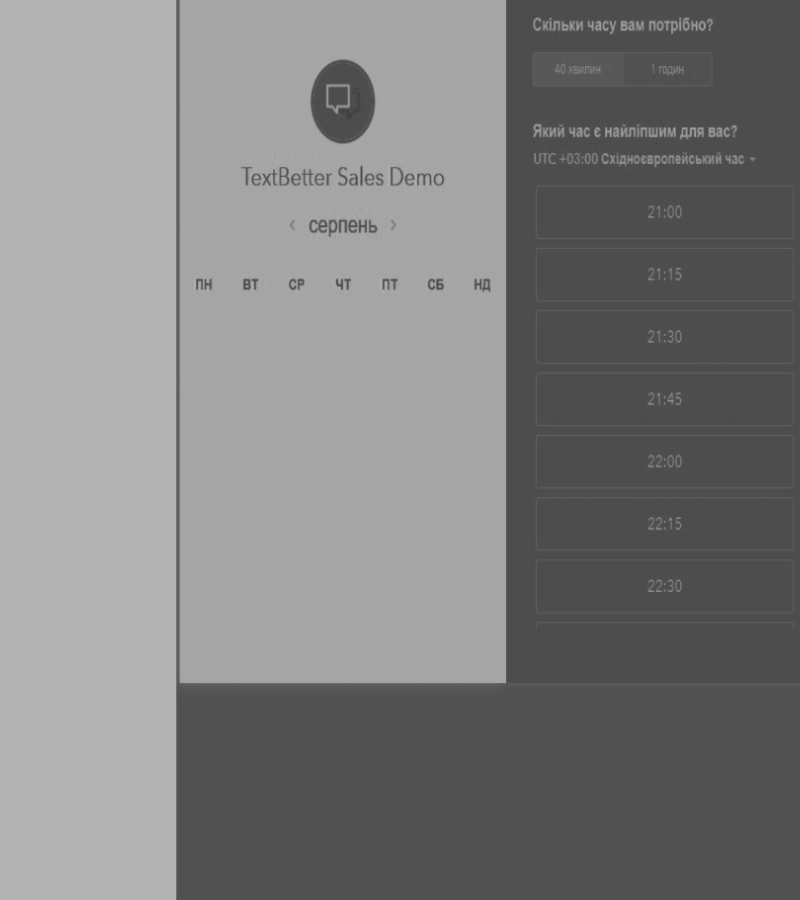 TextBetter Sales Demo
серпень
ПН ВТ СР ЧТ ПТ СБ НД
Скільки часу вам потрібно?
40 хвилин 1 годин
Який час є найліпшим для вас?
UTC +03:00 Східноєвропейський час
21:00
21:15
21:30
21:45
22:00
22:15
22:30